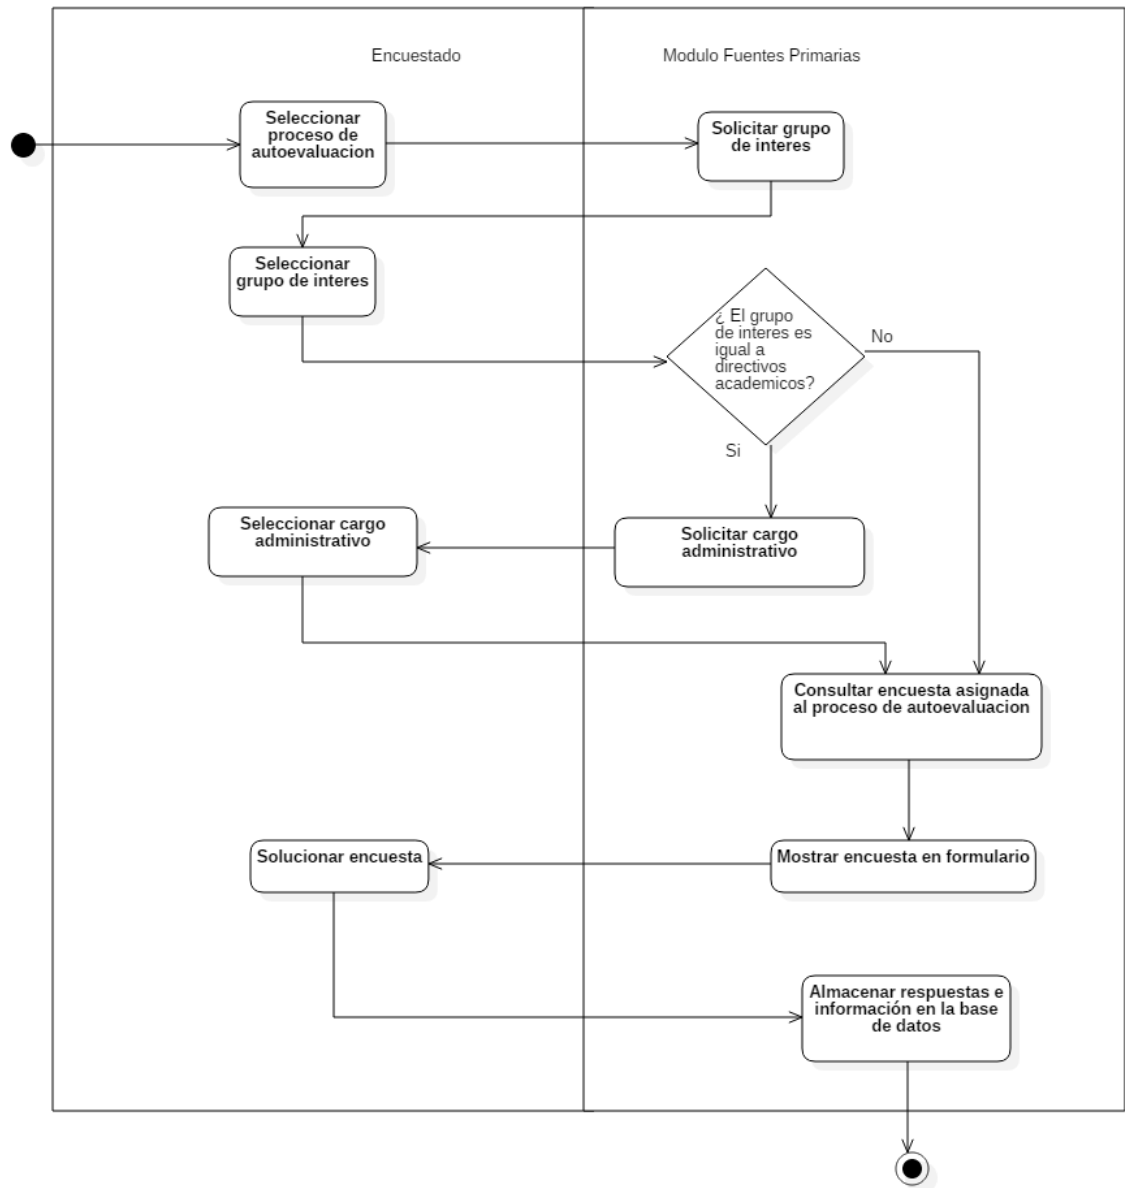 Encuestado
Modulo Fuentes Primarias
Seleccionar
proceso de
autoevaluacion
Solicitar grupo
de interes
Seleccionar
grupo de interes
¿ El grupo
de interes es
igual a
directivos
academicos?
No
Si
Seleccionar cargo
administrativo
Solicitar cargo
administrativo
Consultar encuesta asignada
al proceso de autoevaluacion
Solucionar encuesta
Mostrar encuesta en formulario
Almacenar respuestas e
información en la base
de datos